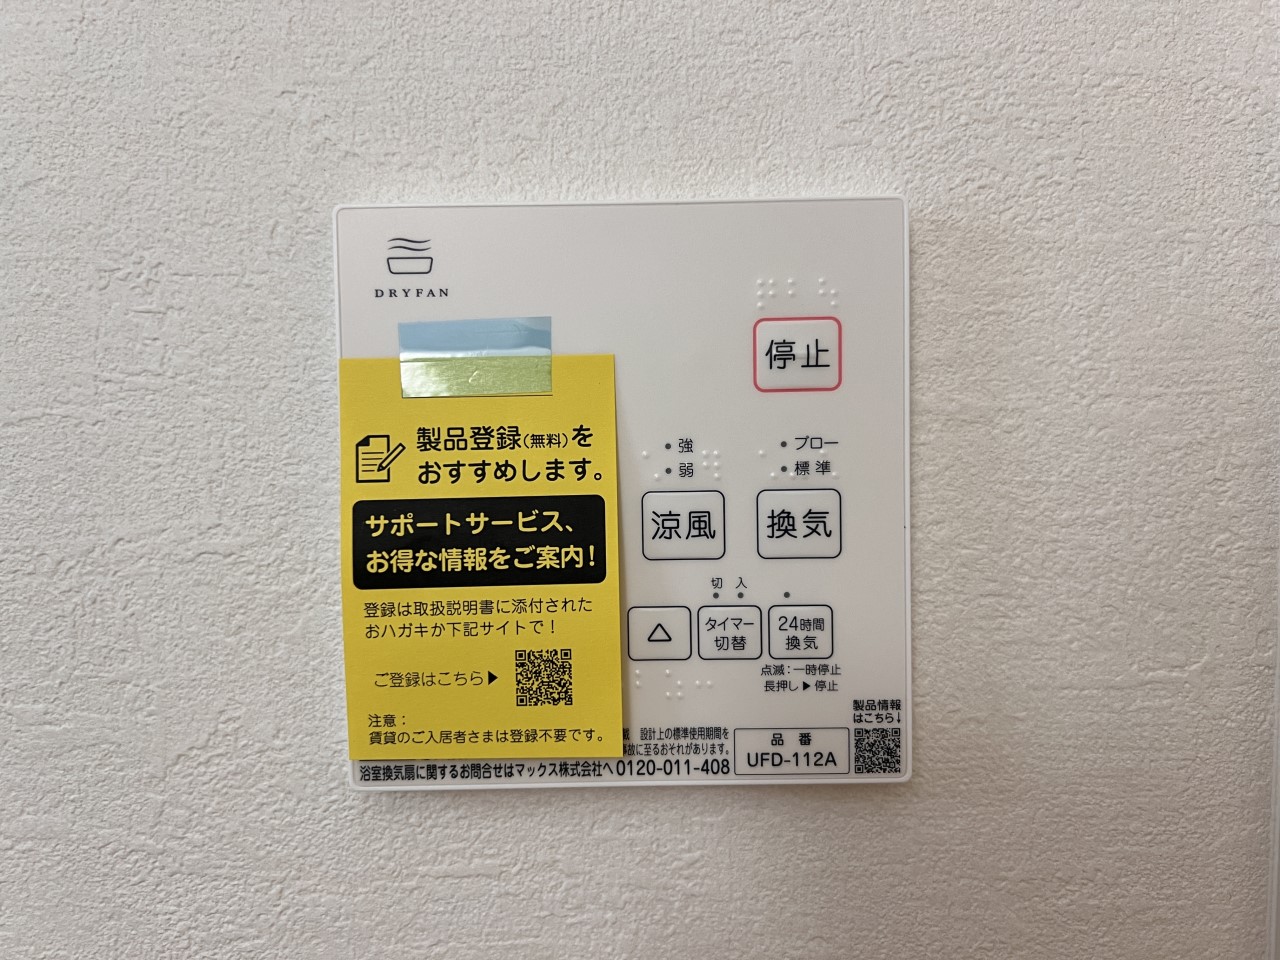 DRYFAN
停止
製品登録(無料)を
おすすめします。
サポートサービス、
お得な情報をご案内!
登録は取扱説明書に添付された
おハガキか下記サイトで!
ご登録はこちら▶
注意:
賃貸のご入居者さまは登録不要です。
強
弱
涼風
ブロー
標準
換気
切 入
△
タイマー
切替
24時間
換気
点滅:一時停止
長押し▶停止
製品情報
はこちら↓
設計上の標準使用期間を
に至るおそれがあります。
浴室換気扇に関するお問合せはマックス株式会社へ 0120-011-408
品番
UFD-112A